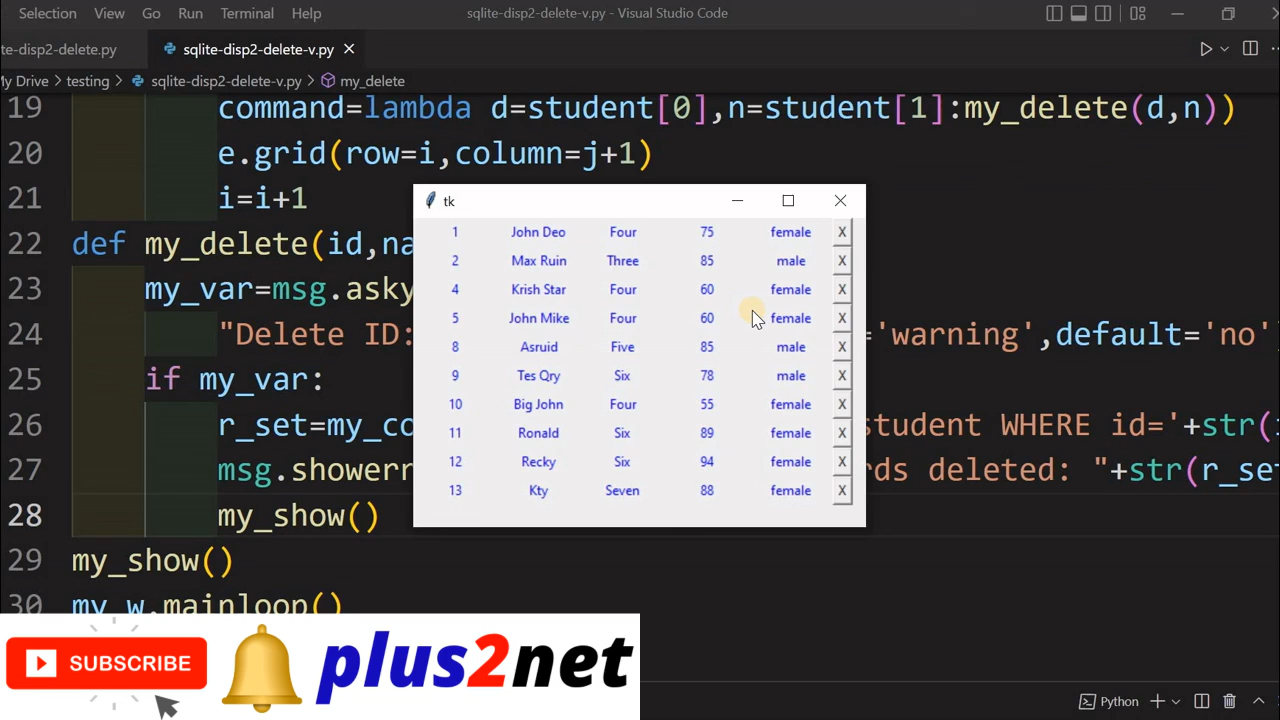 Selection View Go Run Terminal Help sqlite-disp2-delete-v.py - Visual Studio Code
te-disp2-delete.py sqlite-disp2-delete-v.py
My Drive > testing > sqlite-disp2-delete-v.py > my_delete
19 command=lambda d=student[0],n=student[1]:my_delete(d,n))
20 e.grid(row=i,column=j+1)
21 i=i+1
22 def my_delete(id,na
23 my_var=msg.asky
24 "Delete ID: ='warning',default='no'
25 if my_var:
26 r_set=my_co student WHERE id='+str(i
27 msg.showerr rds deleted: "+str(r_set
28 my_show()
29 my_show()
30 my_w.mainloop()
tk
1 John Deo Four 75 female X
2 Max Ruin Three 85 male X
4 Krish Star Four 60 female X
5 John Mike Four 60 female X
8 Asruid Five 85 male X
9 Tes Qry Six 78 male X
10 Big John Four 55 female X
11 Ronald Six 89 female X
12 Recky Six 94 female X
13 Kty Seven 88 female X
SUBSCRIBE plus2net
Python